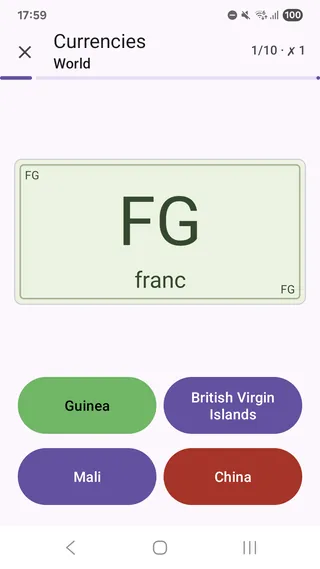 17:59
100
Currencies
World
1/10 · ✗ 1
FG
FG
franc
FG
Guinea
British Virgin
Islands
Mali
China